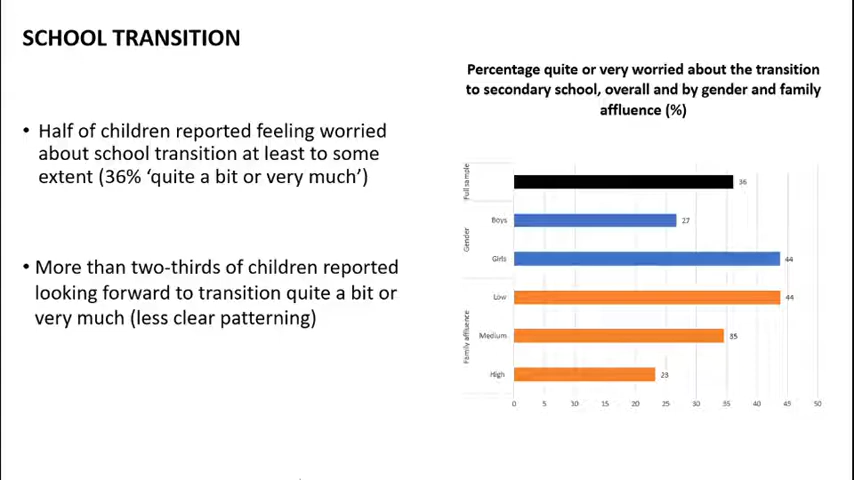 SCHOOL TRANSITION
• Half of children reported feeling worried
about school transition at least to some
extent (36% ‘quite a bit or very much’)
• More than two-thirds of children reported
looking forward to transition quite a bit or
very much (less clear patterning)
Percentage quite or very worried about the transition
to secondary school, overall and by gender and family
affluence (%)
Full sample
36
Gender
Boys
27
Girls
44
Family affluence
Low
44
Medium
35
High
23
0 5 10 15 20 25 30 35 40 45 50